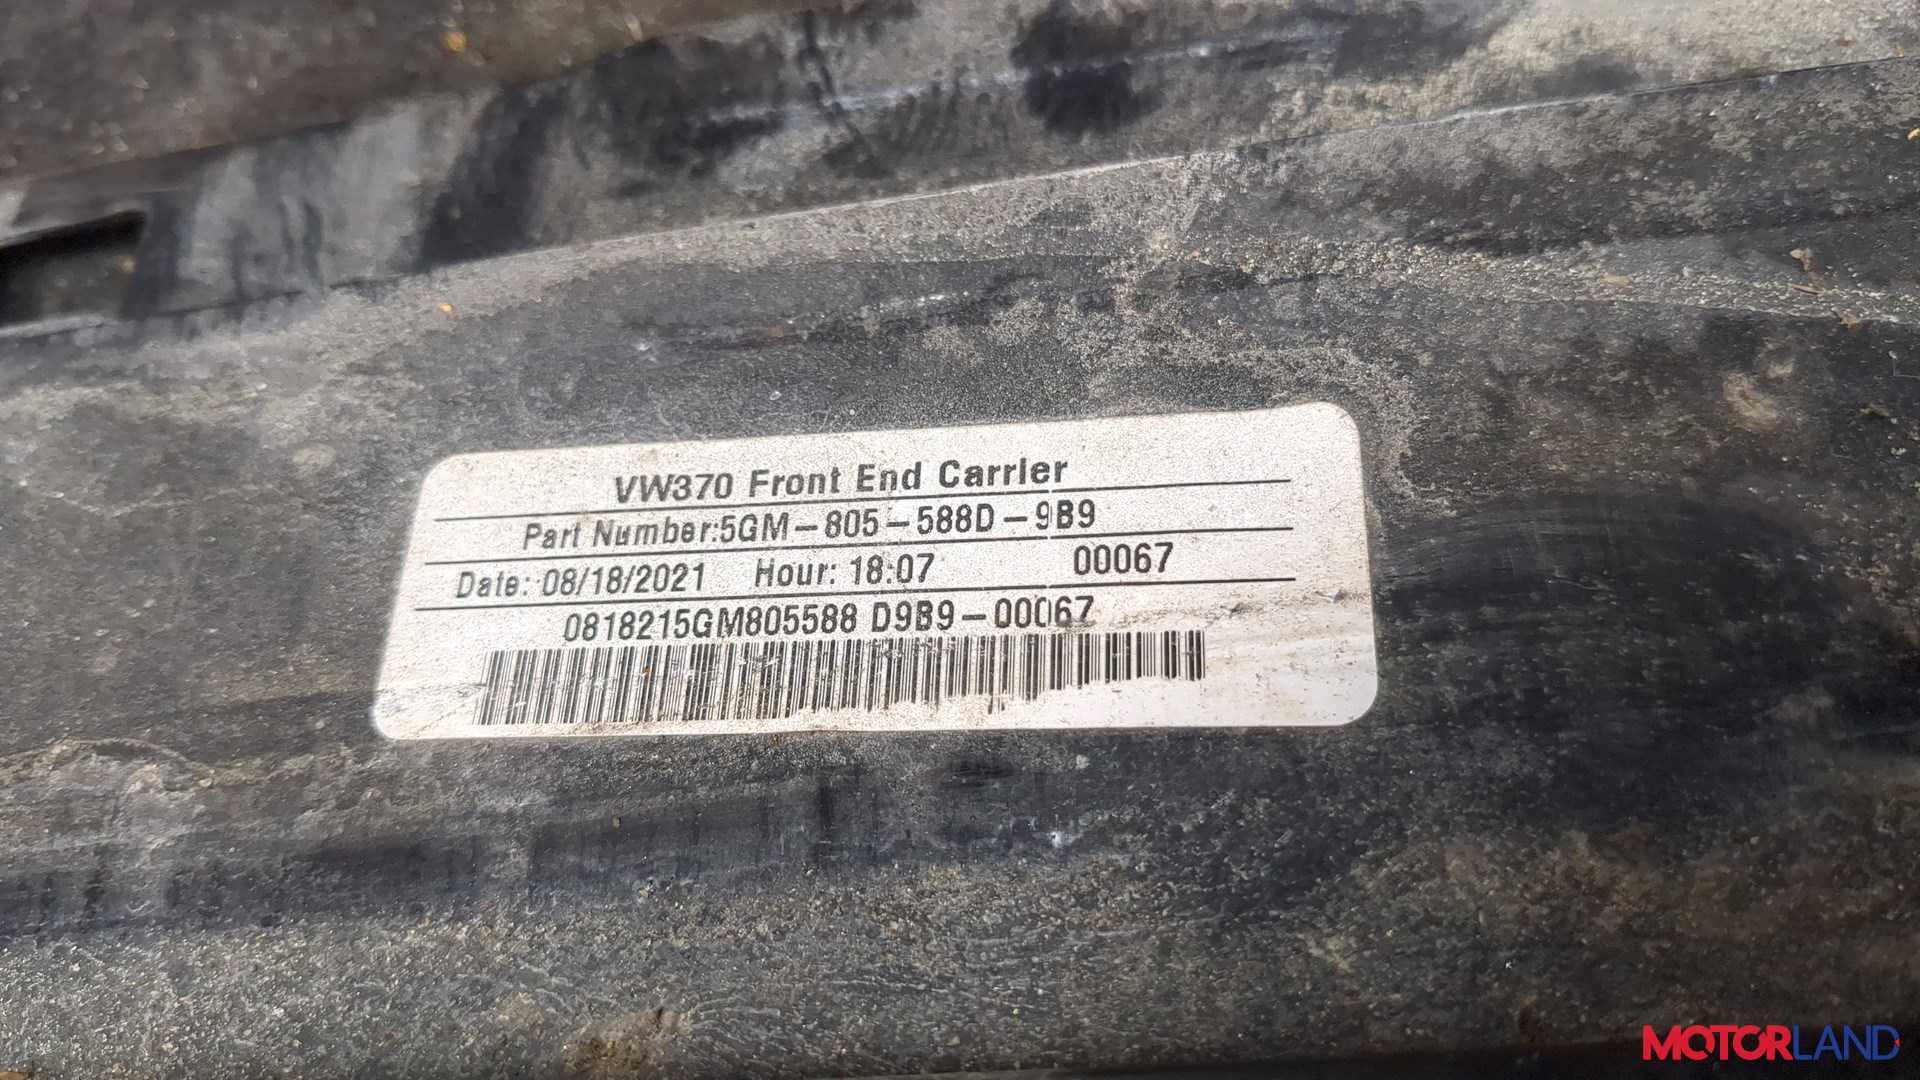 VW370 Front End Carrier
Part Number:5GM-805-588D-9B9
Date: 08/18/2021 Hour: 18:07 00067
0818215GM805588 D9B9-00067
MOTORLAND